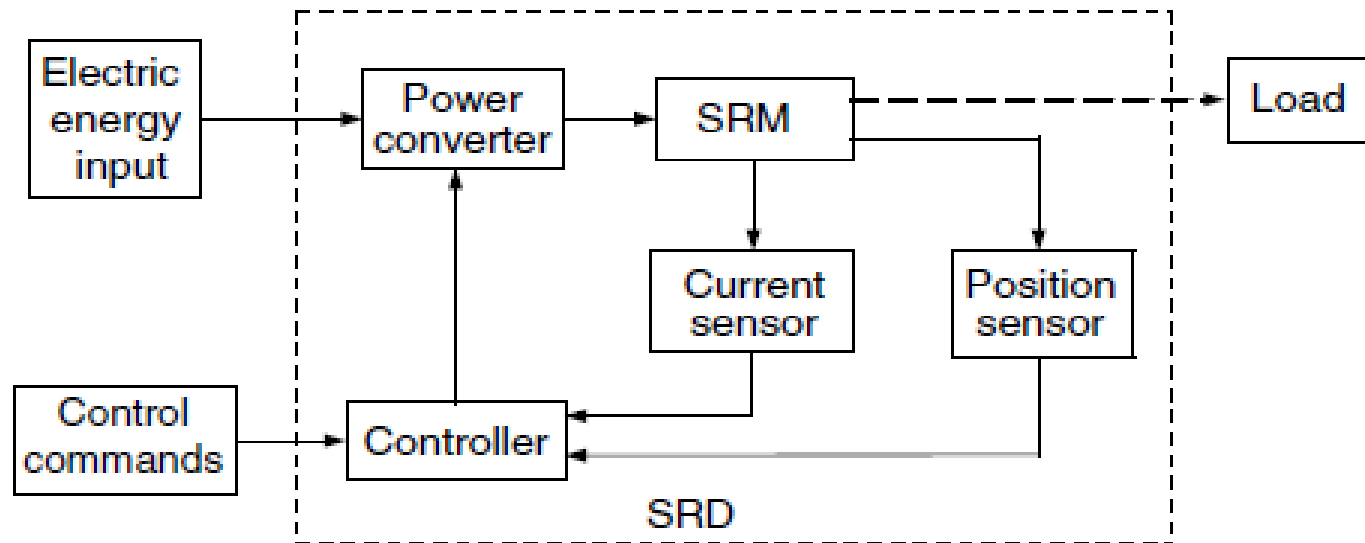 Electric
energy
input
Power
converter
SRM
Load
Current
sensor
Position
sensor
Control
commands
Controller
SRD